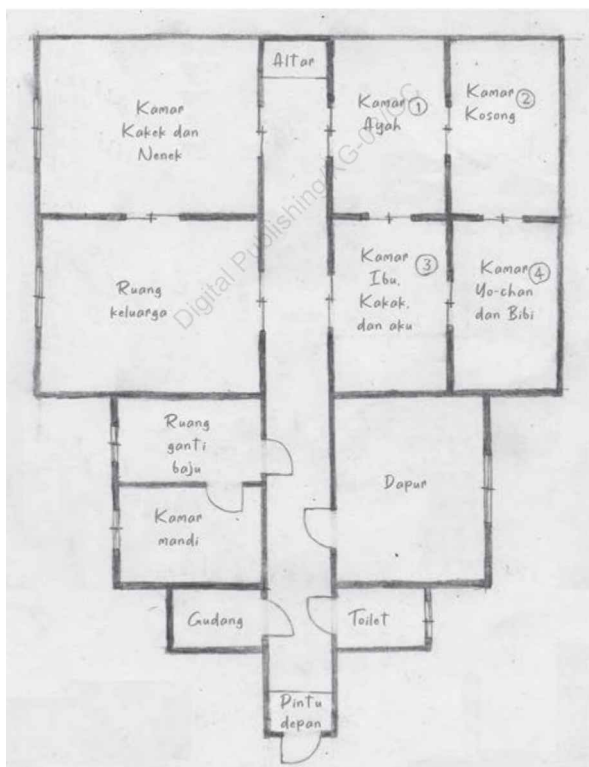 Altar
Kamar
Kakek dan
Nenek
Kamar ①
Ayah
Kamar ②
Kosong
Ruang
keluarga
Kamar ③
Ibu,
Kakak,
dan aku
Kamar ④
Yo-chan
dan Bibi
Ruang
ganti
baju
Kamar
mandi
Dapur
Gudang
Toilet
Pintu
depan